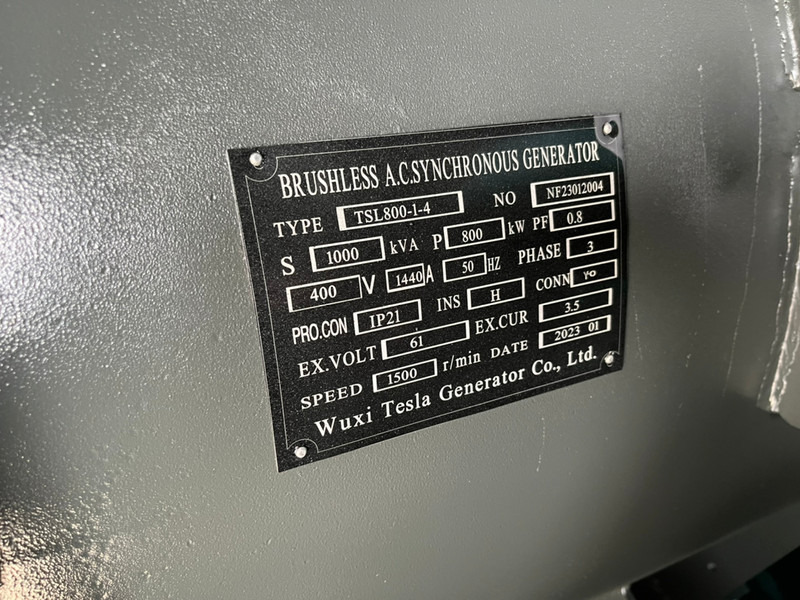 BRUSHLESS A.C.SYNCHRONOUS GENERATOR
TYPE TSL800-1-4 NO NF23012004
S 1000 kVA P 800 kW PF 0.8
400 V 1440 A 50 HZ PHASE 3
PRO.CON IP21 INS H CONN YO
EX.VOLT 61 EX.CUR 3.5
SPEED 1500 r/min DATE 2023 01
Wuxi Tesla Generator Co., Ltd.